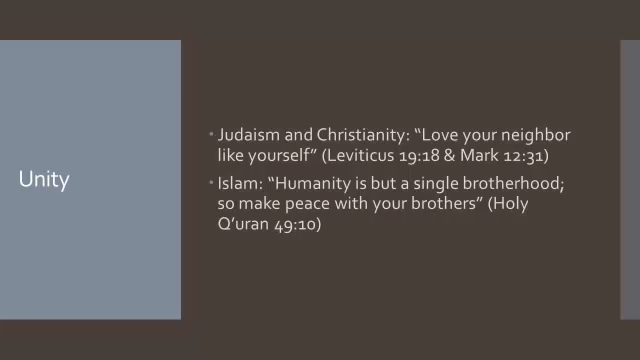 Unity
Judaism and Christianity: “Love your neighbor
like yourself” (Leviticus 19:18 & Mark 12:31)
Islam: “Humanity is but a single brotherhood;
so make peace with your brothers” (Holy
Q’uran 49:10)